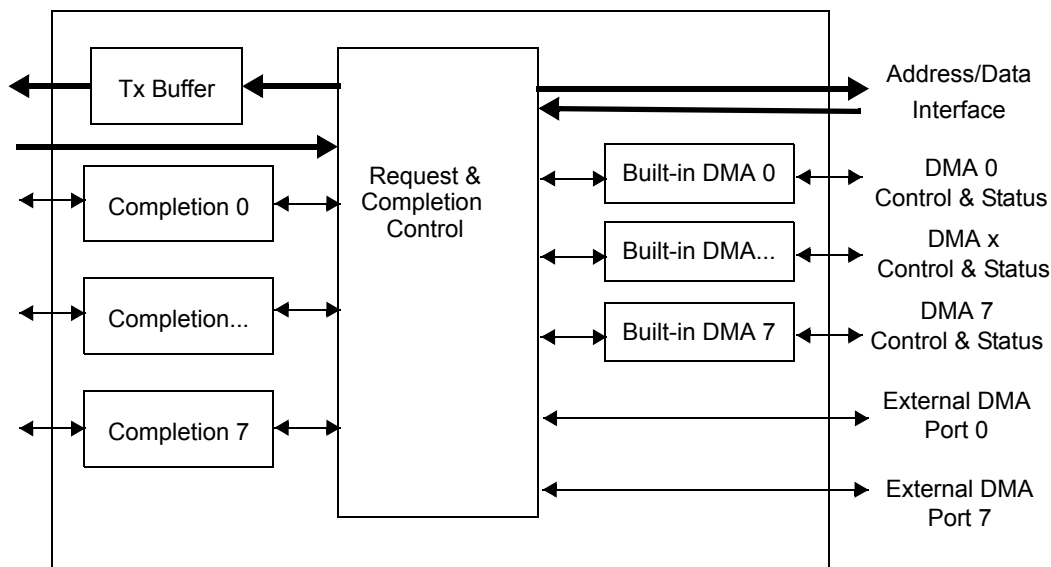 Tx Buffer
Address/Data
Interface
Request &
Completion
Control
Completion 0
Completion...
Completion 7
Built-in DMA 0
Built-in DMA...
Built-in DMA 7
DMA 0
Control & Status
DMA x
Control & Status
DMA 7
Control & Status
External DMA
Port 0
External DMA
Port 7